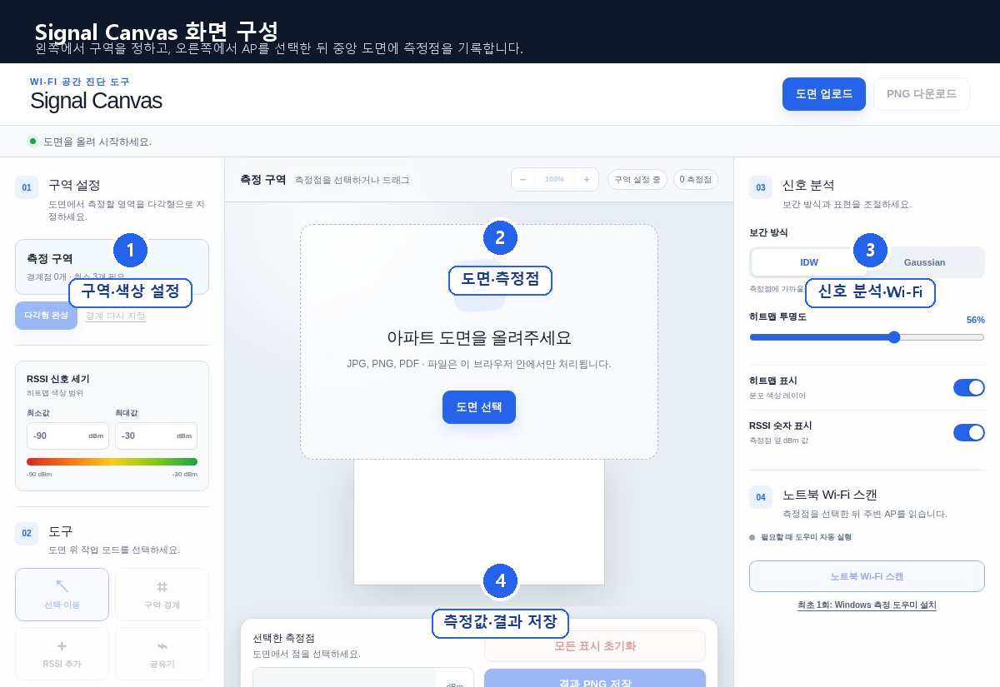 Signal Canvas 화면 구성
왼쪽에서 구역을 정하고, 오른쪽에서 AP를 선택한 뒤 중앙 도면에 측정점을 기록합니다.
WI-FI 공간 진단 도구
Signal Canvas
도면 업로드
PNG 다운로드
도면을 올려 시작하세요.
01
구역 설정
도면에서 측정할 영역을 다각형으로 지
정하세요.
측정 구역
경계점 0개 · 최소 3개 필요
1
구역·색상 설정
다각형 완성
경계 다시 지정
RSSI 신호 세기
히트맵 색상 범위
최소값
최대값
-90 dBm
-30 dBm
-90 dBm
-30 dBm
02
도구
도면 위 작업 모드를 선택하세요.
선택·이동
구역 경계
RSSI 추가
공유기
측정 구역
측정점을 선택하거나 드래그
− 100% +
구역 설정 중
0 측정점
2
도면·측정점
아파트 도면을 올려주세요
JPG, PNG, PDF · 파일은 이 브라우저 안에서만 처리됩니다.
도면 선택
4
측정값·결과 저장
선택한 측정점
도면에서 점을 선택하세요.
dBm
모든 표시 초기화
결과 PNG 저장
03
신호 분석
보간 방식과 표현을 조절하세요.
보간 방식
IDW
Gaussian
3
신호 분석·Wi-Fi
측정점에 가까울
히트맵 투명도
56%
히트맵 표시
분포 색상 레이어
RSSI 숫자 표시
측정점 옆 dBm 값
04
노트북 Wi-Fi 스캔
측정점을 선택한 뒤 주변 AP를 읽습니다.
필요할 때 도우미 자동 실행
노트북 Wi-Fi 스캔
최초 1회: Windows 측정 도우미 설치